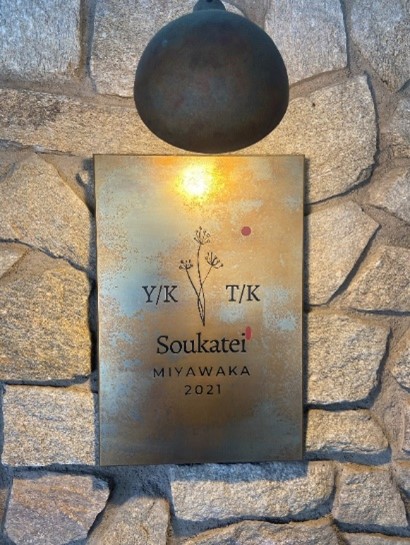 Y/K T/K
Soukatei
MIYAWAKA
2021